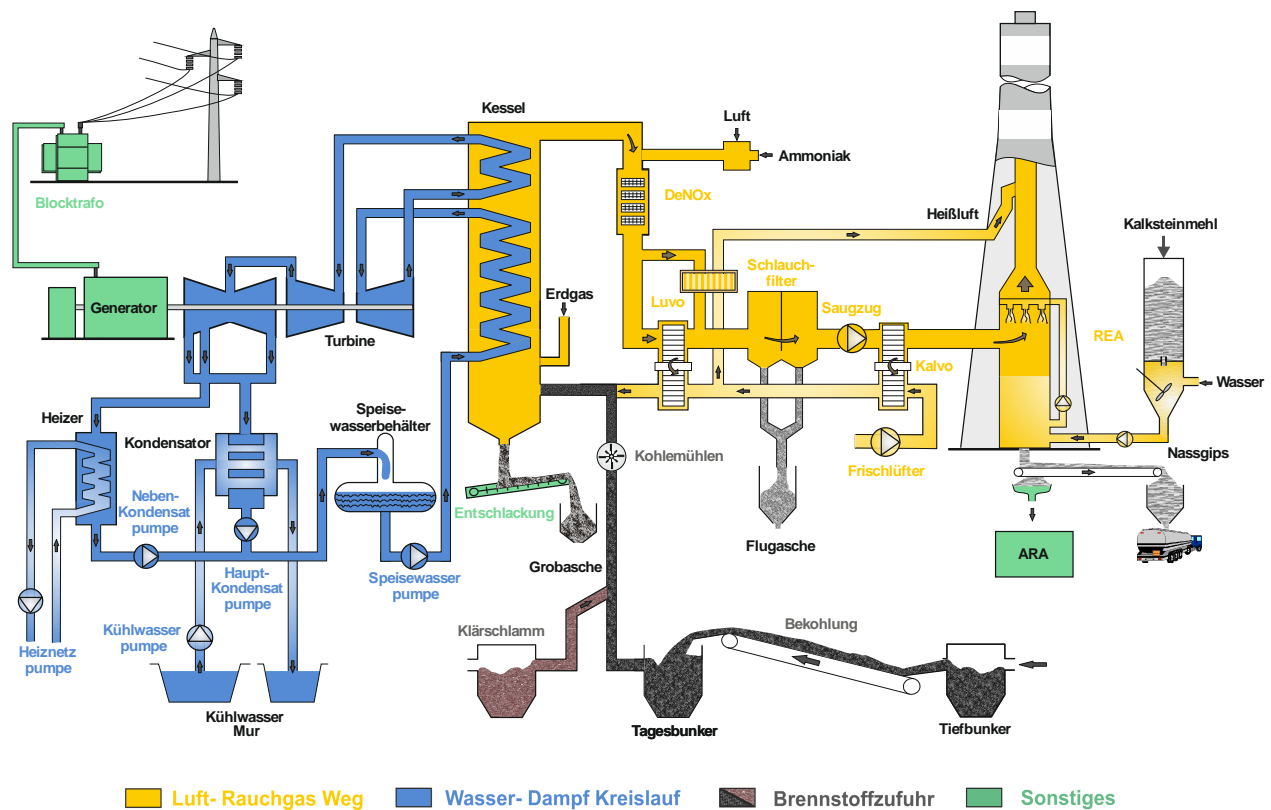 Kessel
Luft
Ammoniak
DeNOx
Blocktrafo
Heißluft
Kalksteinmehl
Schlauch-
filter
Erdgas
Luvo
Saugzug
Generator
Turbine
REA
Kalvo
Wasser
Speise-
wasserbehälter
Heizer
Kondensator
Kohlemühlen
Frischlüfter
Nassgips
Neben-
Kondensat
pumpe
Entschlackung
Flugasche
ARA
Grobasche
Haupt-
Kondensat
pumpe
Speisewasser
pumpe
Kühlwasser
pumpe
Heiznetz
pumpe
Klärschlamm
Bekohlung
Kühlwasser
Mur
Tagesbunker
Tiefbunker
Luft- Rauchgas Weg
Wasser- Dampf Kreislauf
Brennstoffzufuhr
Sonstiges